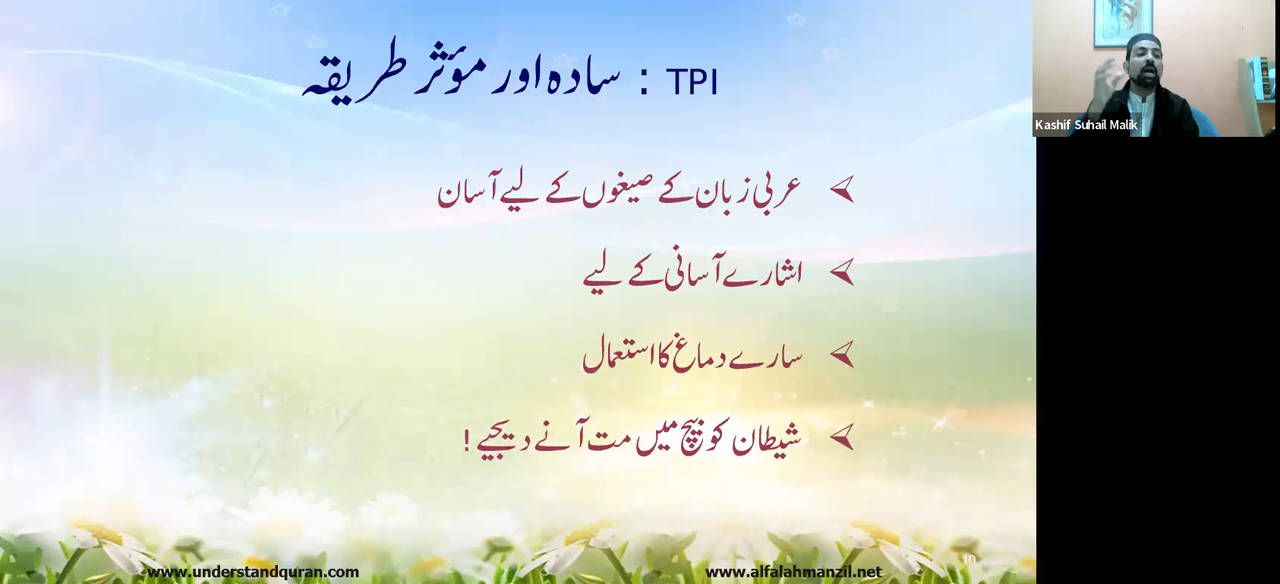 TPI : سادہ اور مؤثر طریقہ
Kashif Suhail Malik
عربی زبان کے صیغوں کے لیے آسان
اشارے آسانی کے لیے
سارے دماغ کا استعمال
شیطان کو بیچ میں مت آنے دیجیے !
10
www.understandquran.com
www.alfalahmanzil.net